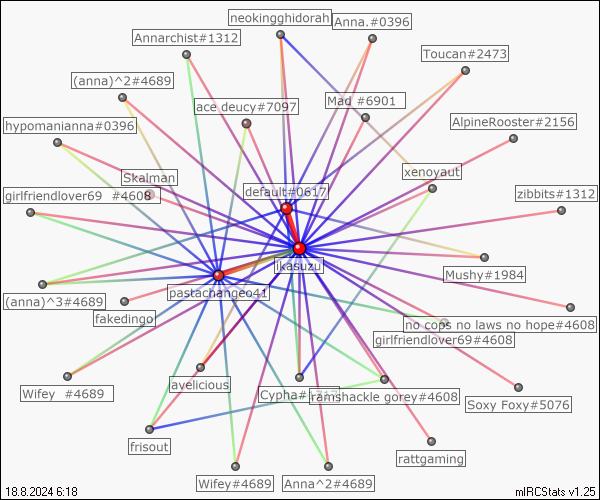 neokingghidorah
Anna.#0396
Annarchist#1312
Toucan#2473
(anna)^2#4689
ace deucy#7097
Mad #6901
AlpineRooster#2156
hypomanianna#0396
Skalman
xenoyaut
default#0617
girlfriendlover69 #4608
zibbits#1312
ikasuzu
Mushy#1984
pastachangeo41
(anna)^3#4689
fakedingo
no cops no laws no hope#4608
girlfriendlover69#4608
avelicious
Wifey #4689
Cypha#
ramshackle gorey#4608
Soxy Foxy#5076
frisout
rattgaming
Wifey#4689
Anna^2#4689
18.8.2024 6:18
mIRCStats v1.25